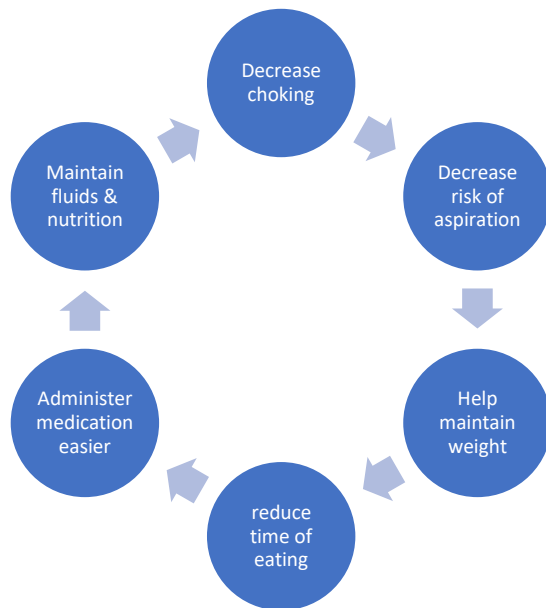 Decrease
choking
Decrease
risk of
aspiration
Help
maintain
weight
reduce
time of
eating
Administer
medication
easier
Maintain
fluids &
nutrition